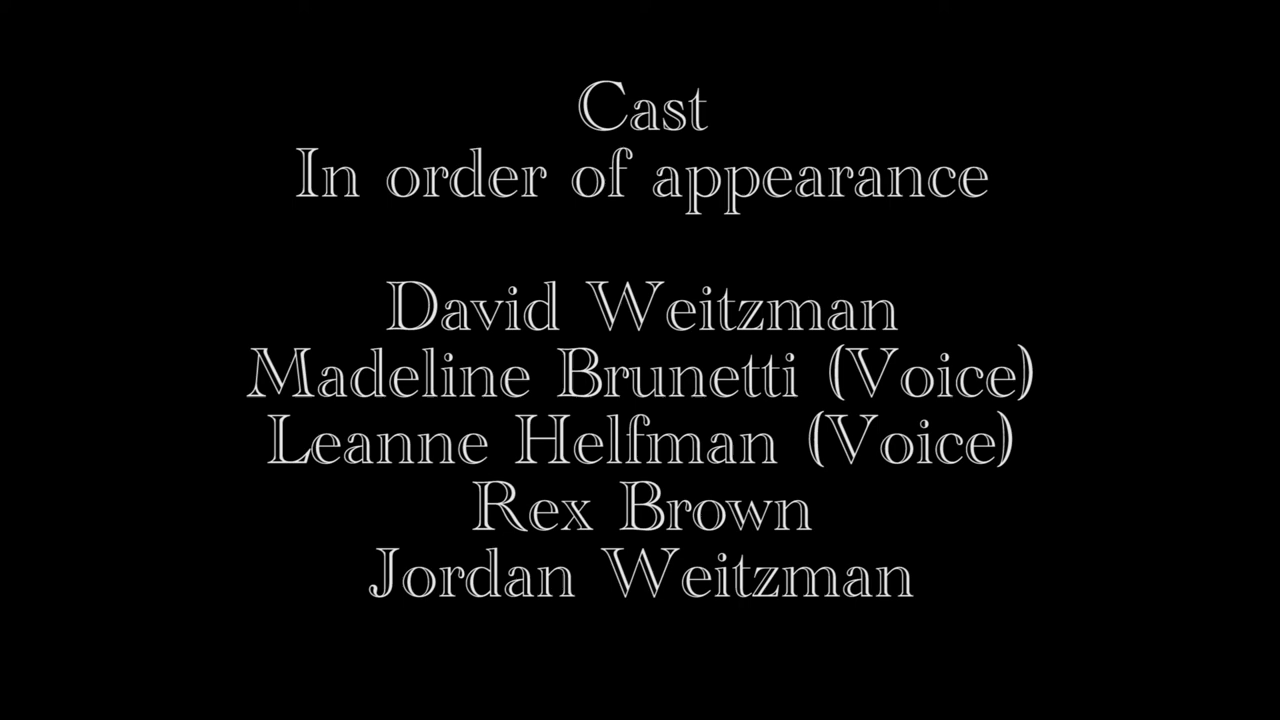 Cast
In order of appearance
David Weitzman
Madeline Brunetti (Voice)
Leanne Helfman (Voice)
Rex Brown
Jordan Weitzman